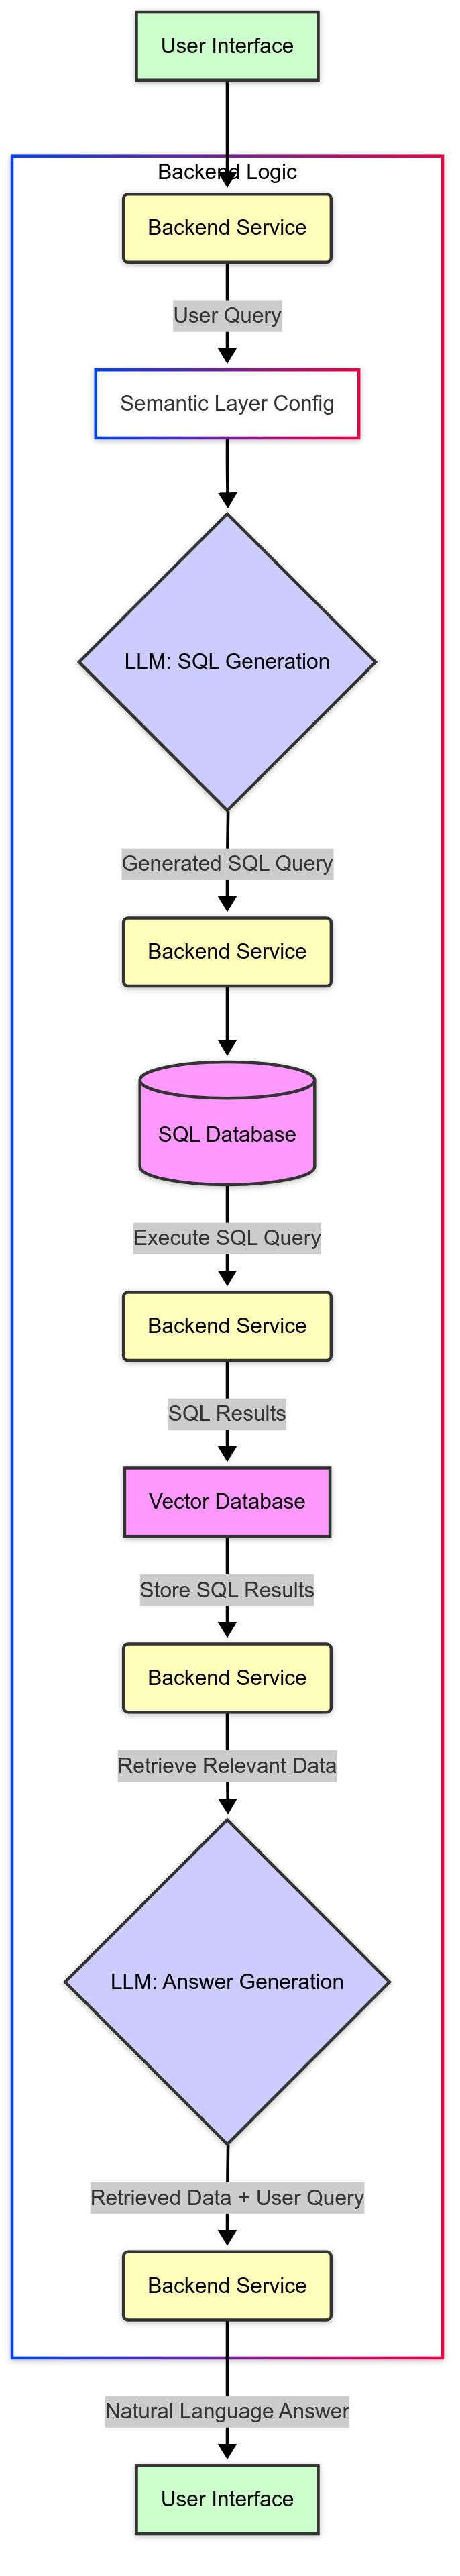 User Interface
Backend Logic
Backend Service
User Query
Semantic Layer Config
LLM: SQL Generation
Generated SQL Query
Backend Service
SQL Database
Execute SQL Query
Backend Service
SQL Results
Vector Database
Store SQL Results
Backend Service
Retrieve Relevant Data
LLM: Answer Generation
Retrieved Data + User Query
Backend Service
Natural Language Answer
User Interface